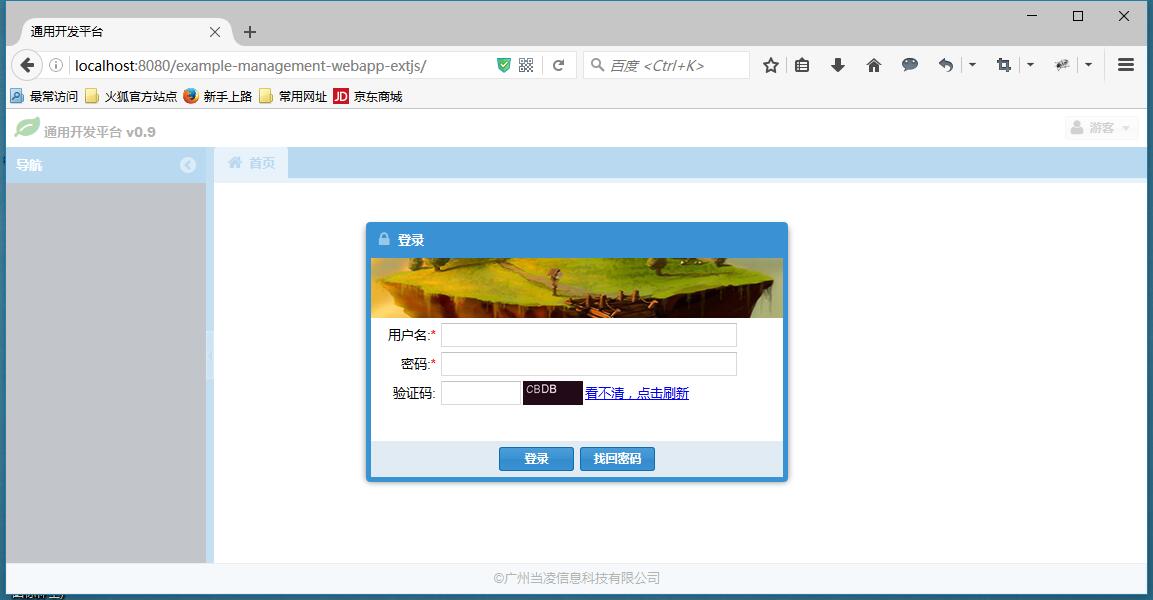 通用开发平台
localhost:8080/example-management-webapp-extjs/
百度 <Ctrl+K>
最常访问 火狐官方站点 新手上路 常用网址 JD 京东商城
通用开发平台 v0.9
游客
导航
首页
登录
用户名:*
密码:*
验证码: CBDB 看不清，点击刷新
登录 找回密码
©广州当凌信息科技有限公司